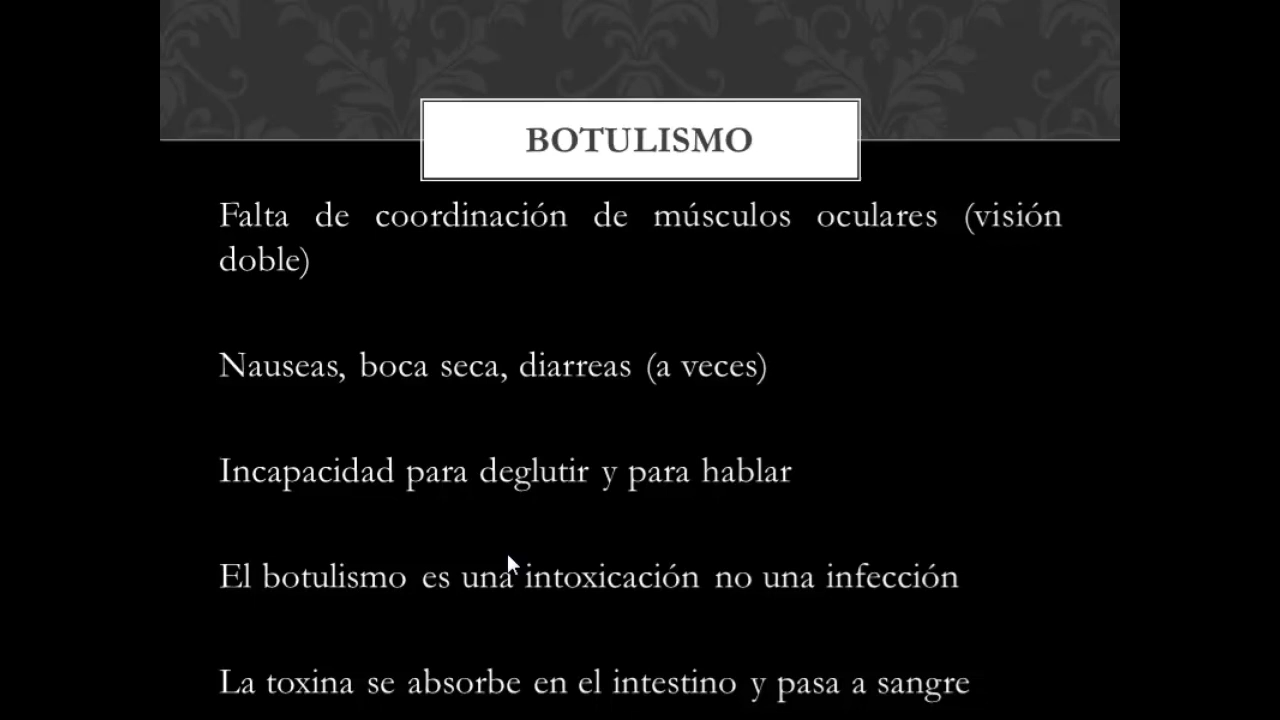 BOTULISMO
Falta de coordinación de músculos oculares (visión
doble)
Nauseas, boca seca, diarreas (a veces)
Incapacidad para deglutir y para hablar
El botulismo es una intoxicación no una infección
La toxina se absorbe en el intestino y pasa a sangre